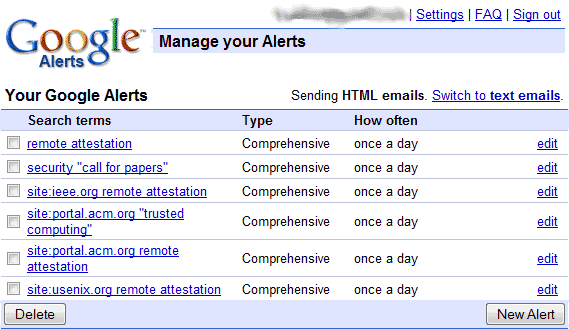 | Settings | FAQ | Sign out
Google™
Alerts
Manage your Alerts
Your Google Alerts
Sending HTML emails. Switch to text emails.
Search terms Type How often
remote attestation Comprehensive once a day edit
security "call for papers" Comprehensive once a day edit
site:ieee.org remote attestation Comprehensive once a day edit
site:portal.acm.org "trusted
computing" Comprehensive once a day edit
site:portal.acm.org remote
attestation Comprehensive once a day edit
site:usenix.org remote attestation Comprehensive once a day edit
Delete New Alert